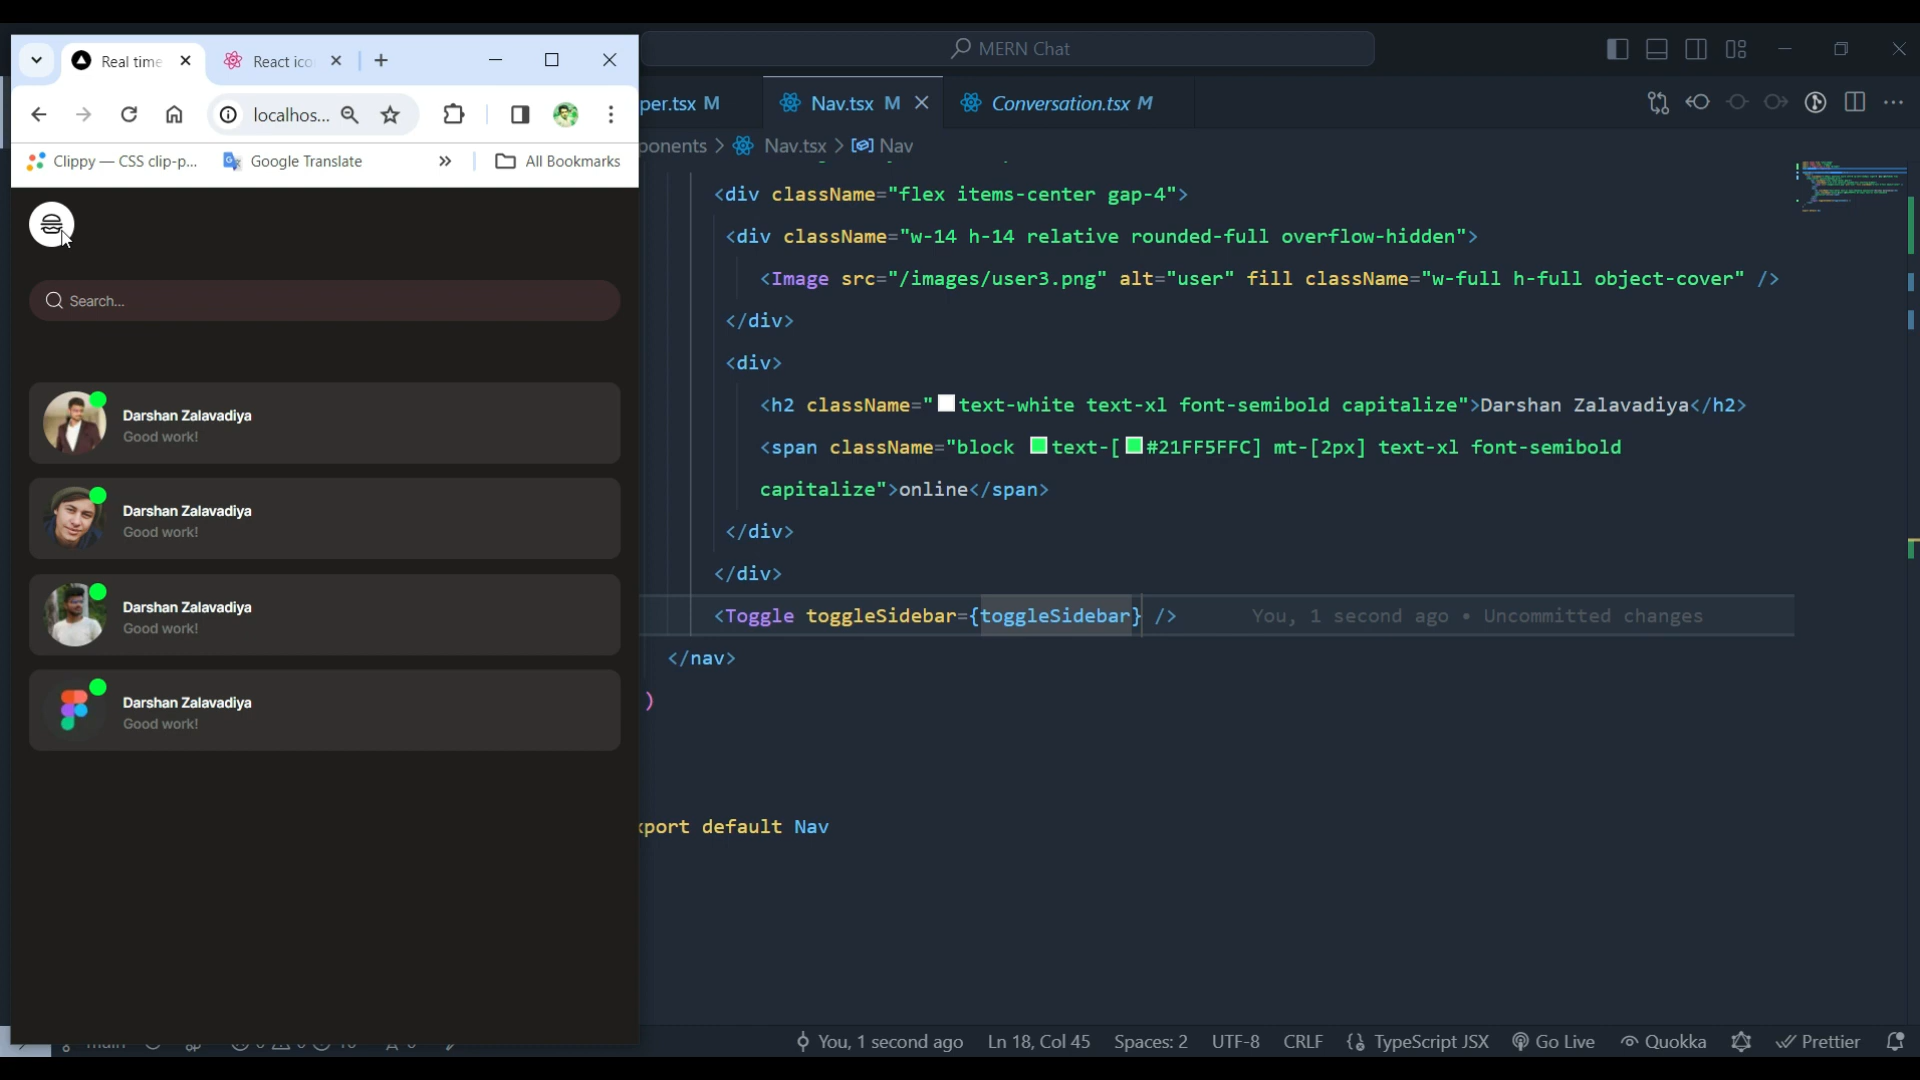 Real time
React ico
localhos...
Clippy — CSS clip-p...
Google Translate
»
All Bookmarks
Search...
Darshan Zalavadiya
Good work!
Darshan Zalavadiya
Good work!
Darshan Zalavadiya
Good work!
Darshan Zalavadiya
Good work!
MERN Chat
per.tsx M
Nav.tsx M
Conversation.tsx M
ponents > Nav.tsx > Nav
<div className="flex items-center gap-4">
<div className="w-14 h-14 relative rounded-full overflow-hidden">
<Image src="/images/user3.png" alt="user" fill className="w-full h-full object-cover" />
</div>
<div>
<h2 className="text-white text-xl font-semibold capitalize">Darshan Zalavadiya</h2>
<span className="block text-[#21FF5FFC] mt-[2px] text-xl font-semibold
capitalize">online</span>
</div>
</div>
<Toggle toggleSidebar={toggleSidebar} /> You, 1 second ago • Uncommitted changes
</nav>
)
xport default Nav
You, 1 second ago Ln 18, Col 45 Spaces: 2 UTF-8 CRLF {} TypeScript JSX Go Live Quokka Prettier